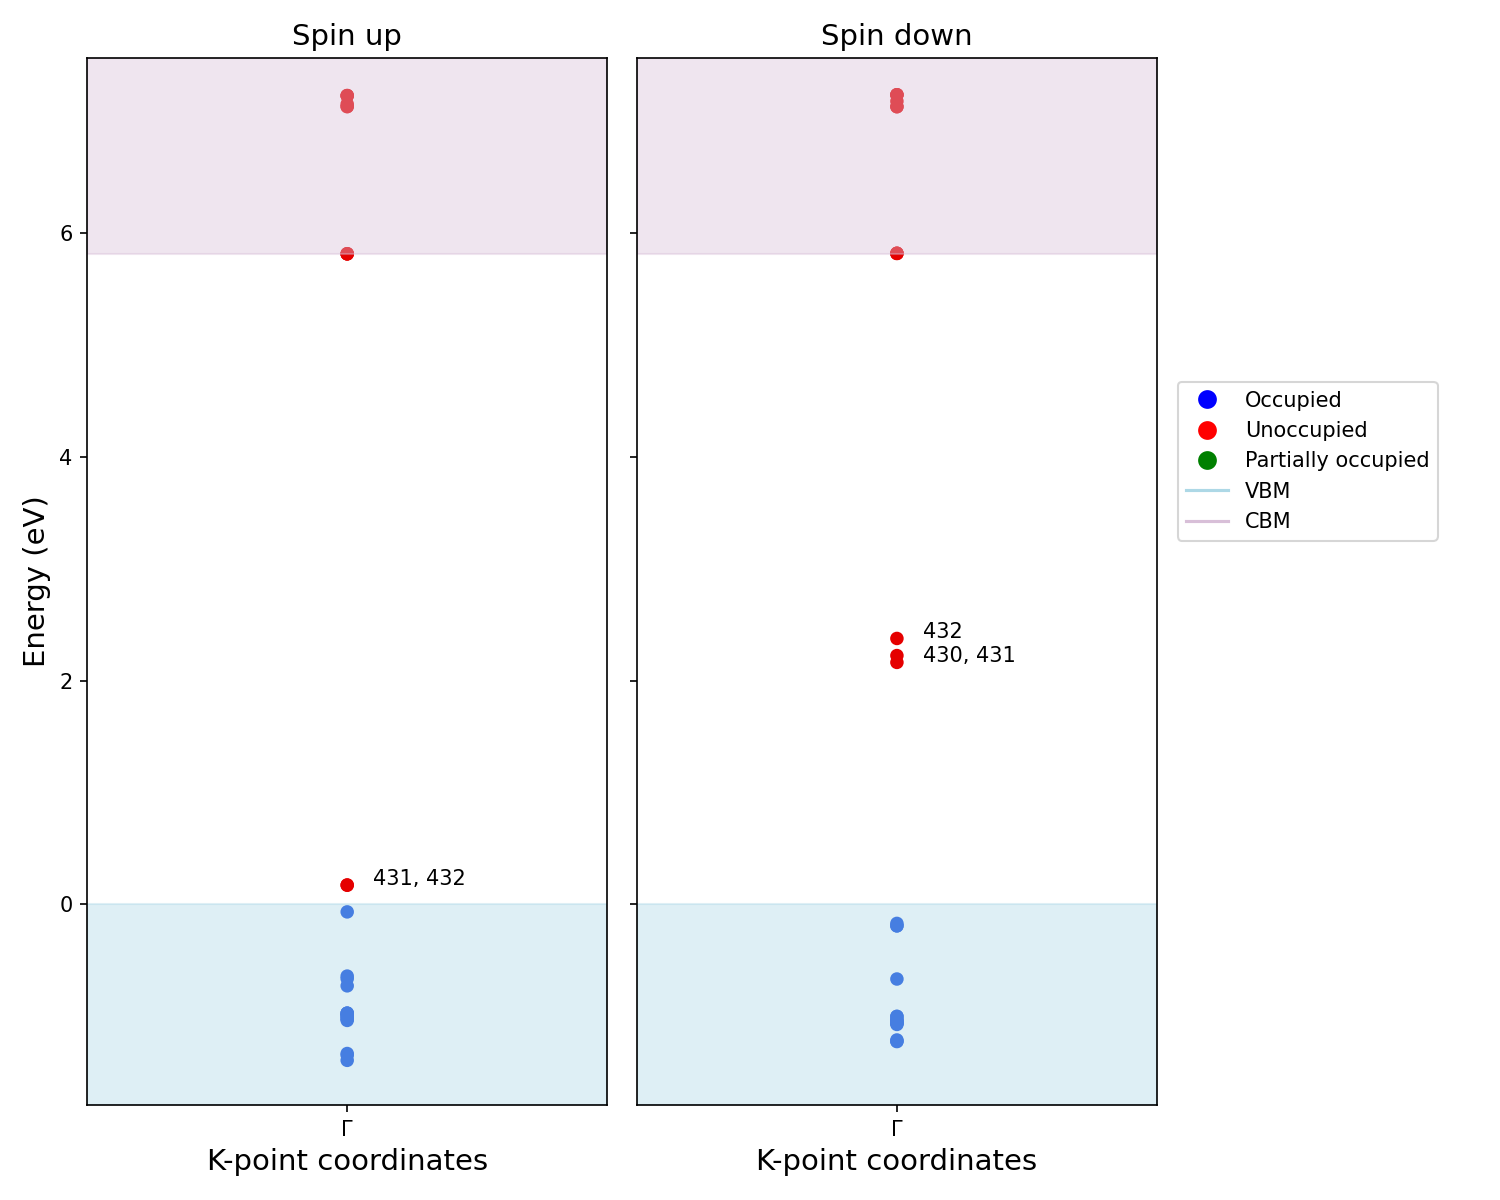 Spin up
Spin down
Energy (eV)
6
4
2
0
431, 432
432
430, 431
Γ
Γ
K-point coordinates
K-point coordinates
Occupied
Unoccupied
Partially occupied
VBM
CBM